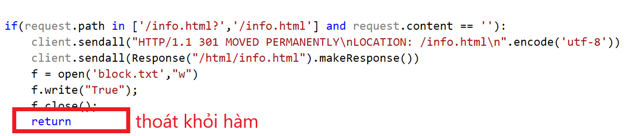 if(request.path in ['/info.html?','/info.html'] and request.content == ''):
client.sendall("HTTP/1.1 301 MOVED PERMANENTLY\nLOCATION: /info.html\n".encode('utf-8'))
client.sendall(Response("/html/info.html").makeResponse())
f = open('block.txt',"w")
f.write("True");
f.close();
return thoát khỏi hàm